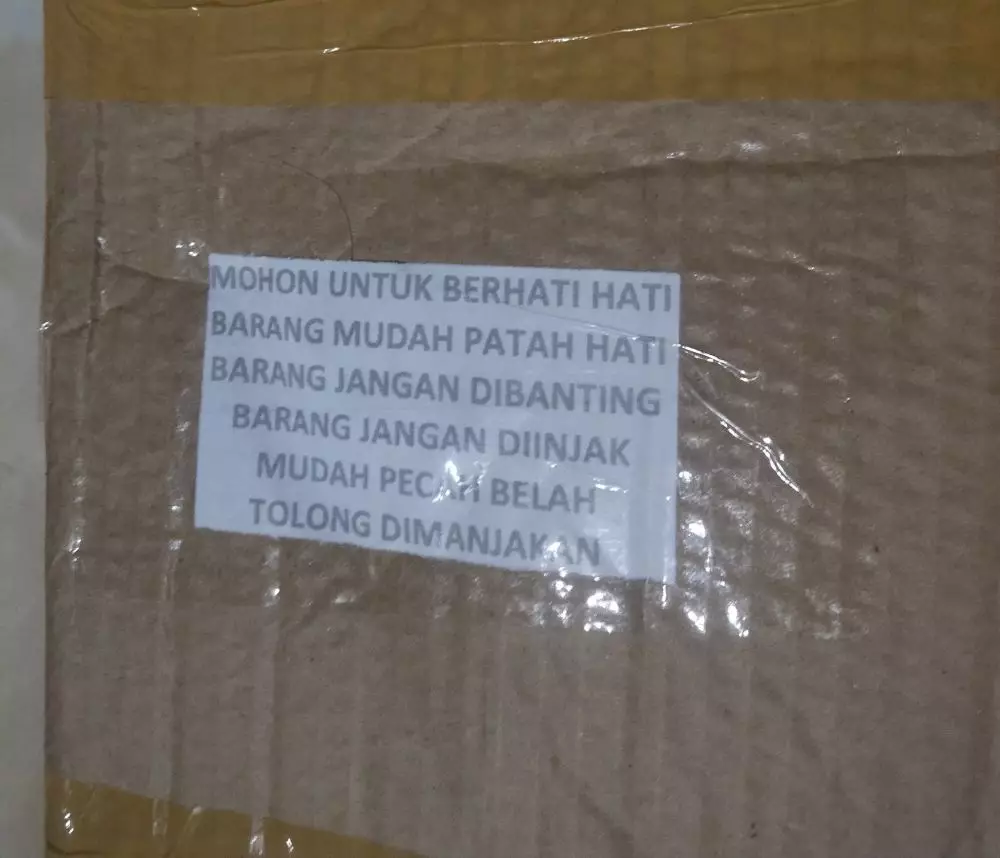 MOHON UNTUK BERHATI HATI
BARANG MUDAH PATAH HATI
BARANG JANGAN DIBANTING
BARANG JANGAN DIINJAK
MUDAH PECAH BELAH
TOLONG DIMANJAKAN